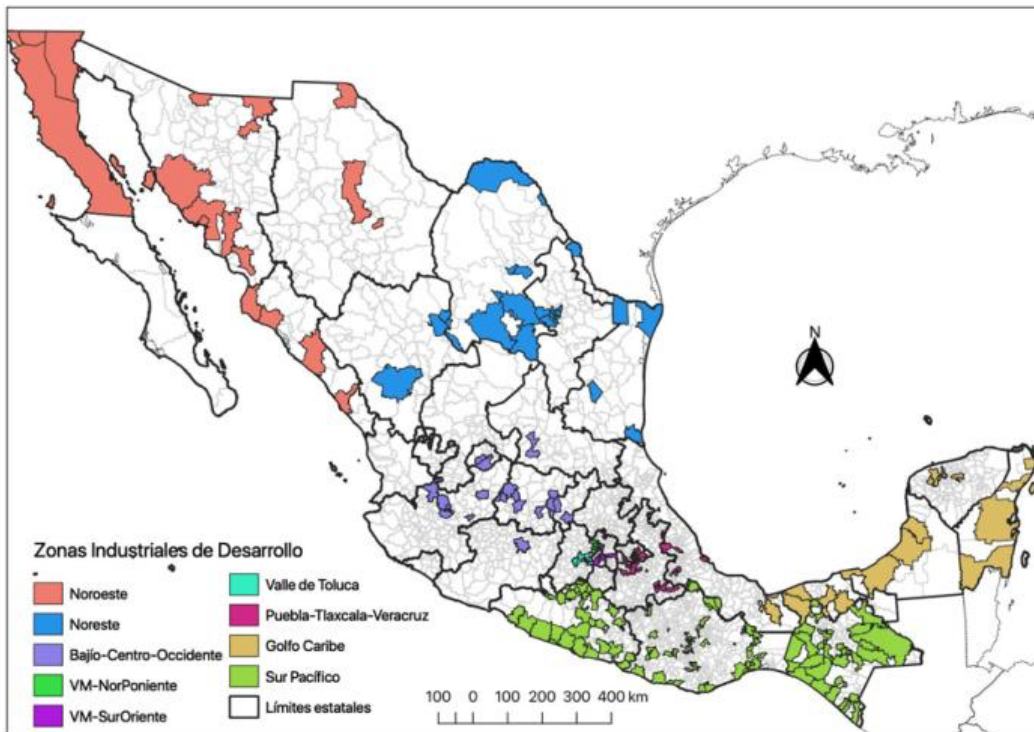 N
Zonas Industriales de Desarrollo
Noroeste
Noreste
Bajío-Centro-Occidente
VM-NorPoniente
VM-SurOriente
Valle de Toluca
Puebla-Tlaxcala-Veracruz
Golfo Caribe
Sur Pacífico
Límites estatales
100 0 100 200 300 400 km